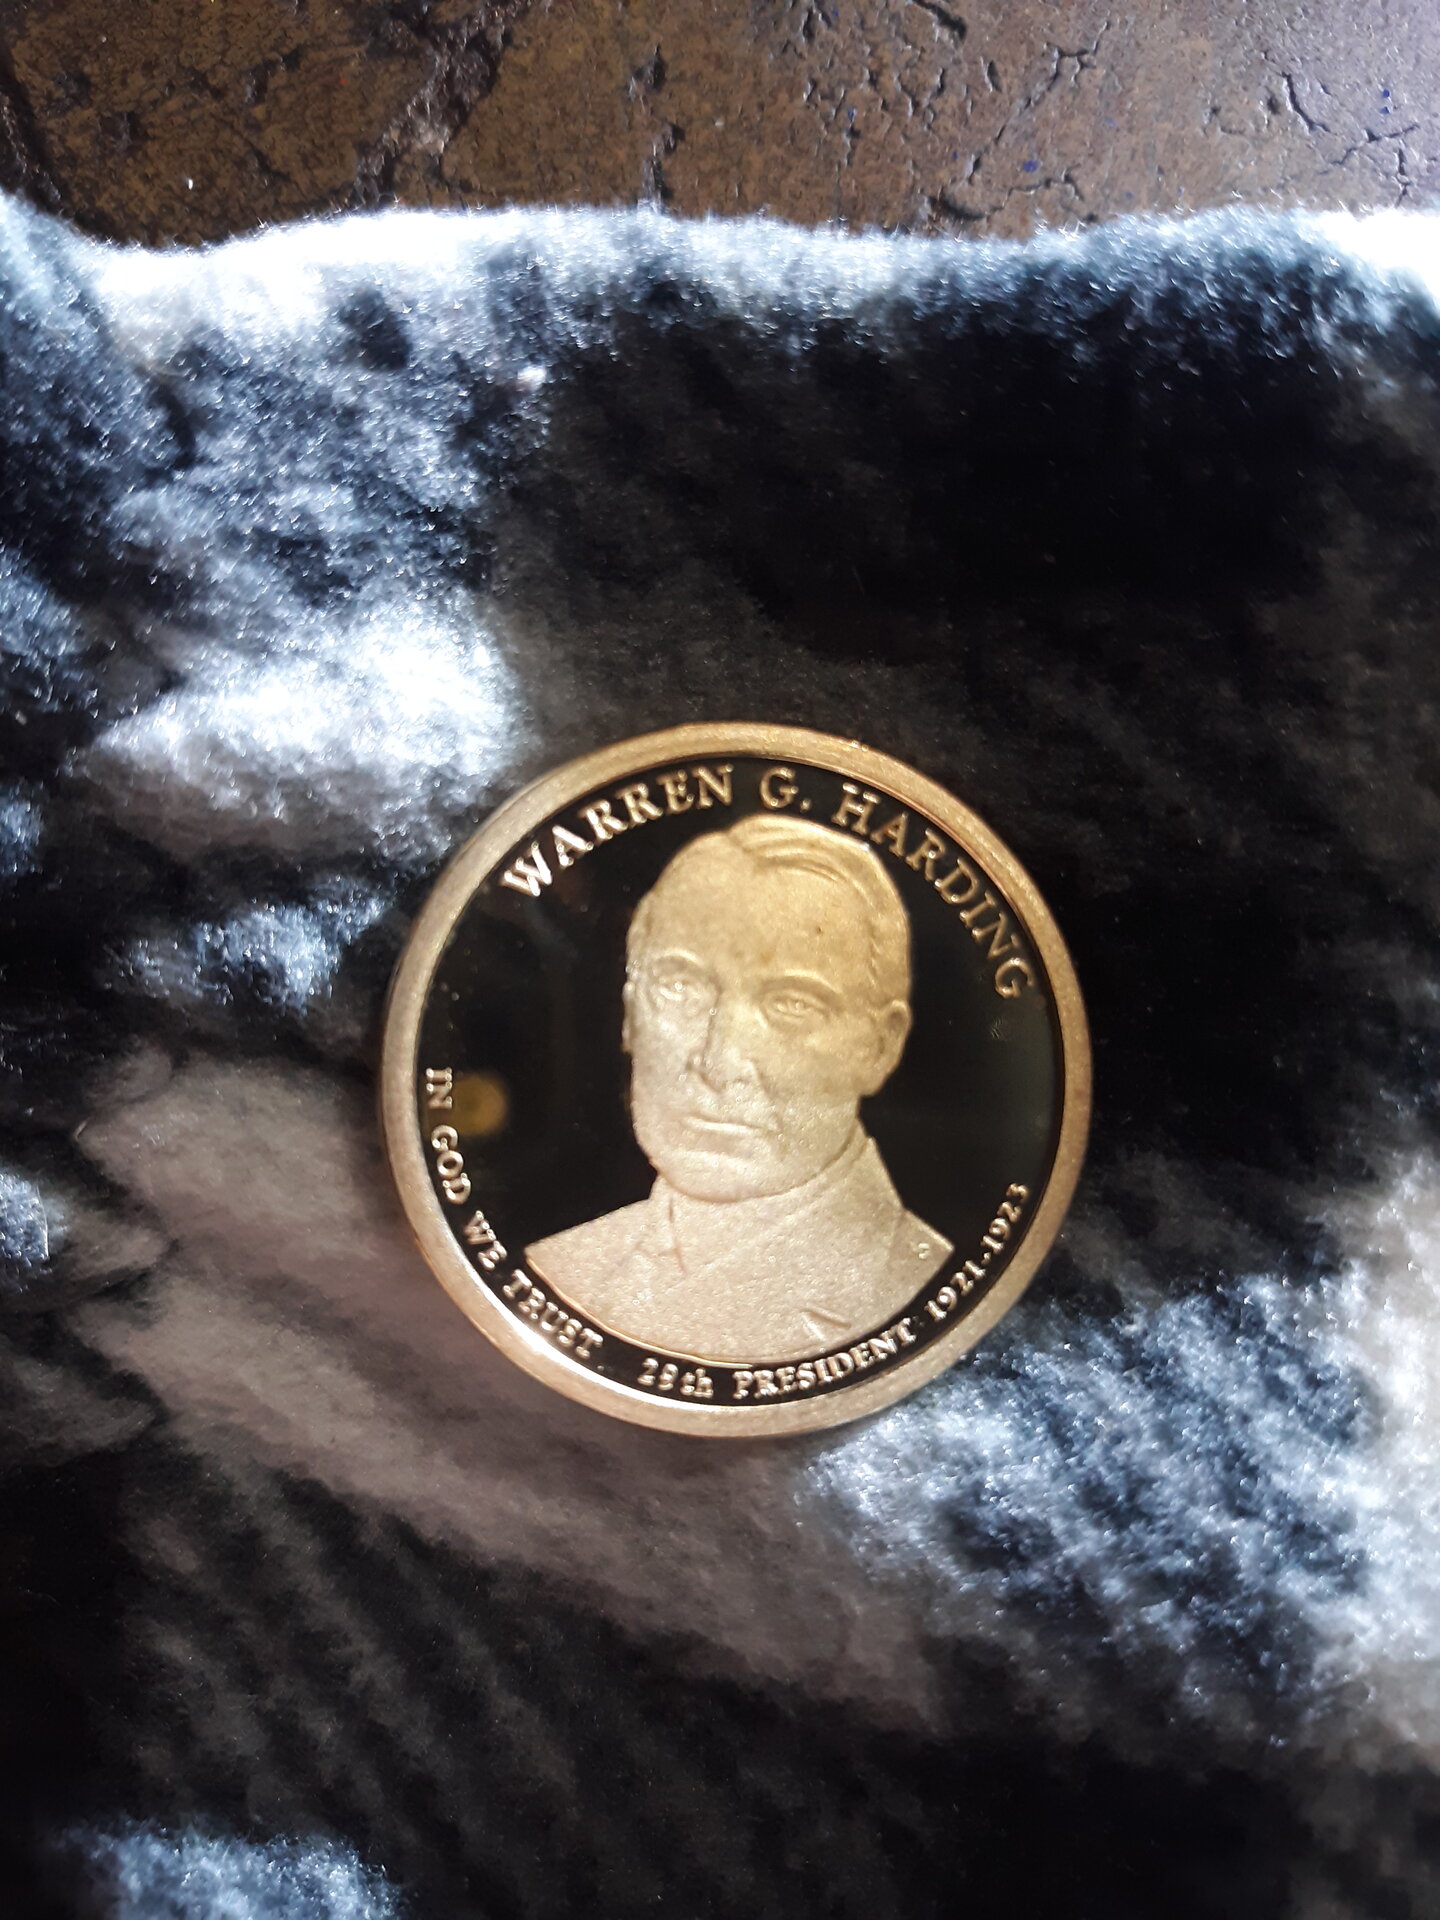 WARREN G. HARDING
IN GOD WE TRUST
29th PRESIDENT 1921-1923